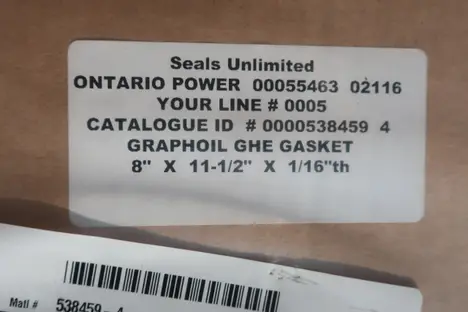 Seals Unlimited
ONTARIO POWER 00055463 02116
YOUR LINE # 0005
CATALOGUE ID # 0000538459 4
GRAPHOIL GHE GASKET
8" X 11-1/2" X 1/16"th
Matl # 538459- 4